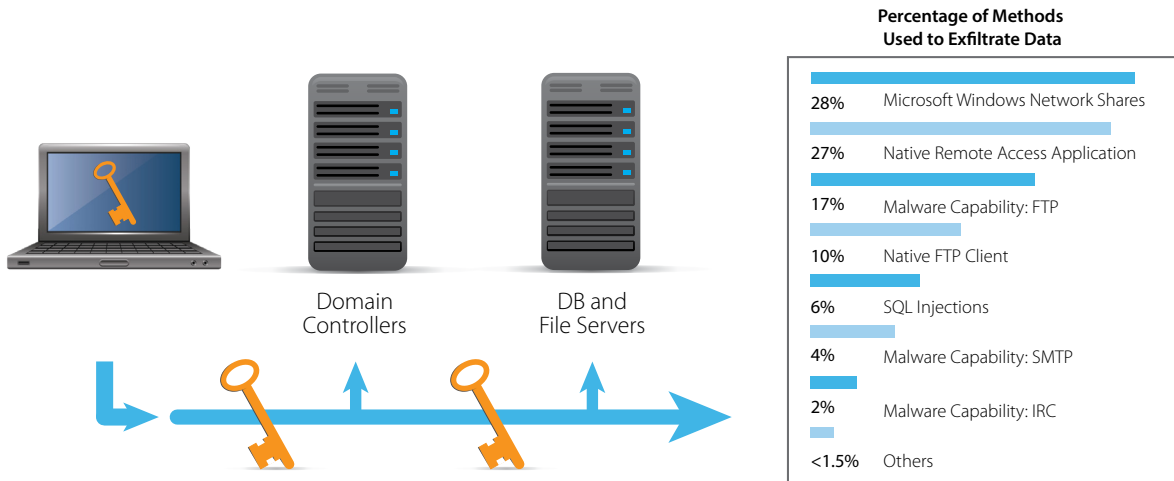 Percentage of Methods
Used to Exfiltrate Data
28% Microsoft Windows Network Shares
27% Native Remote Access Application
17% Malware Capability: FTP
10% Native FTP Client
6% SQL Injections
4% Malware Capability: SMTP
2% Malware Capability: IRC
<1.5% Others
Domain
Controllers
DB and
File Servers